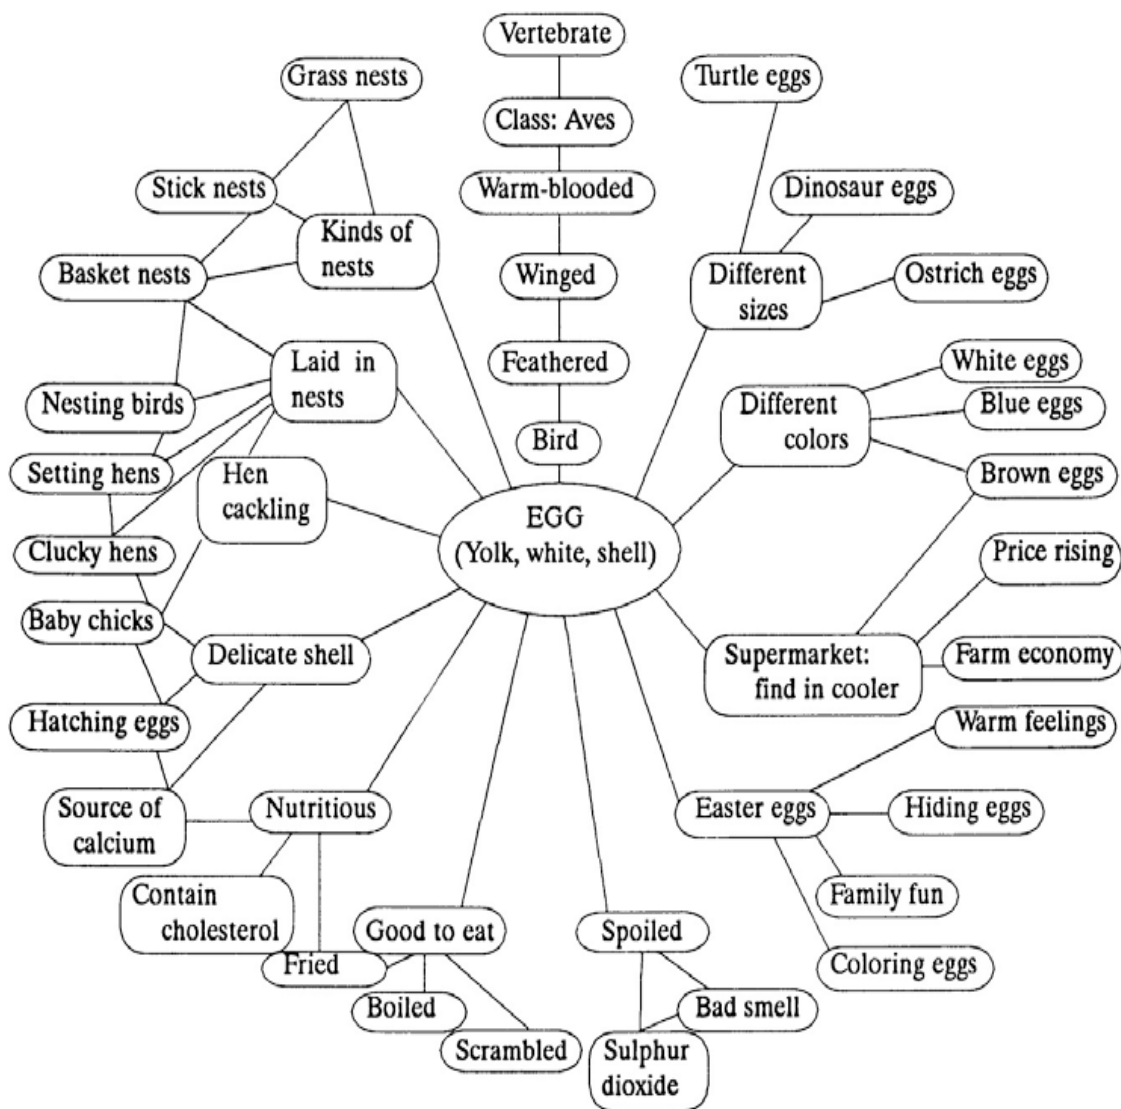 Vertebrate
Grass nests
Turtle eggs
Class: Aves
Stick nests
Warm-blooded
Dinosaur eggs
Kinds of
nests
Basket nests
Winged
Different
sizes
Ostrich eggs
Laid in
nests
Feathered
White eggs
Nesting birds
Different
colors
Blue eggs
Bird
Setting hens
Hen
cackling
Brown eggs
EGG
(Yolk, white, shell)
Clucky hens
Price rising
Baby chicks
Delicate shell
Supermarket:
find in cooler
Farm economy
Hatching eggs
Warm feelings
Source of
calcium
Nutritious
Easter eggs
Hiding eggs
Contain
cholesterol
Family fun
Good to eat
Spoiled
Fried
Coloring eggs
Boiled
Bad smell
Scrambled
Sulphur
dioxide